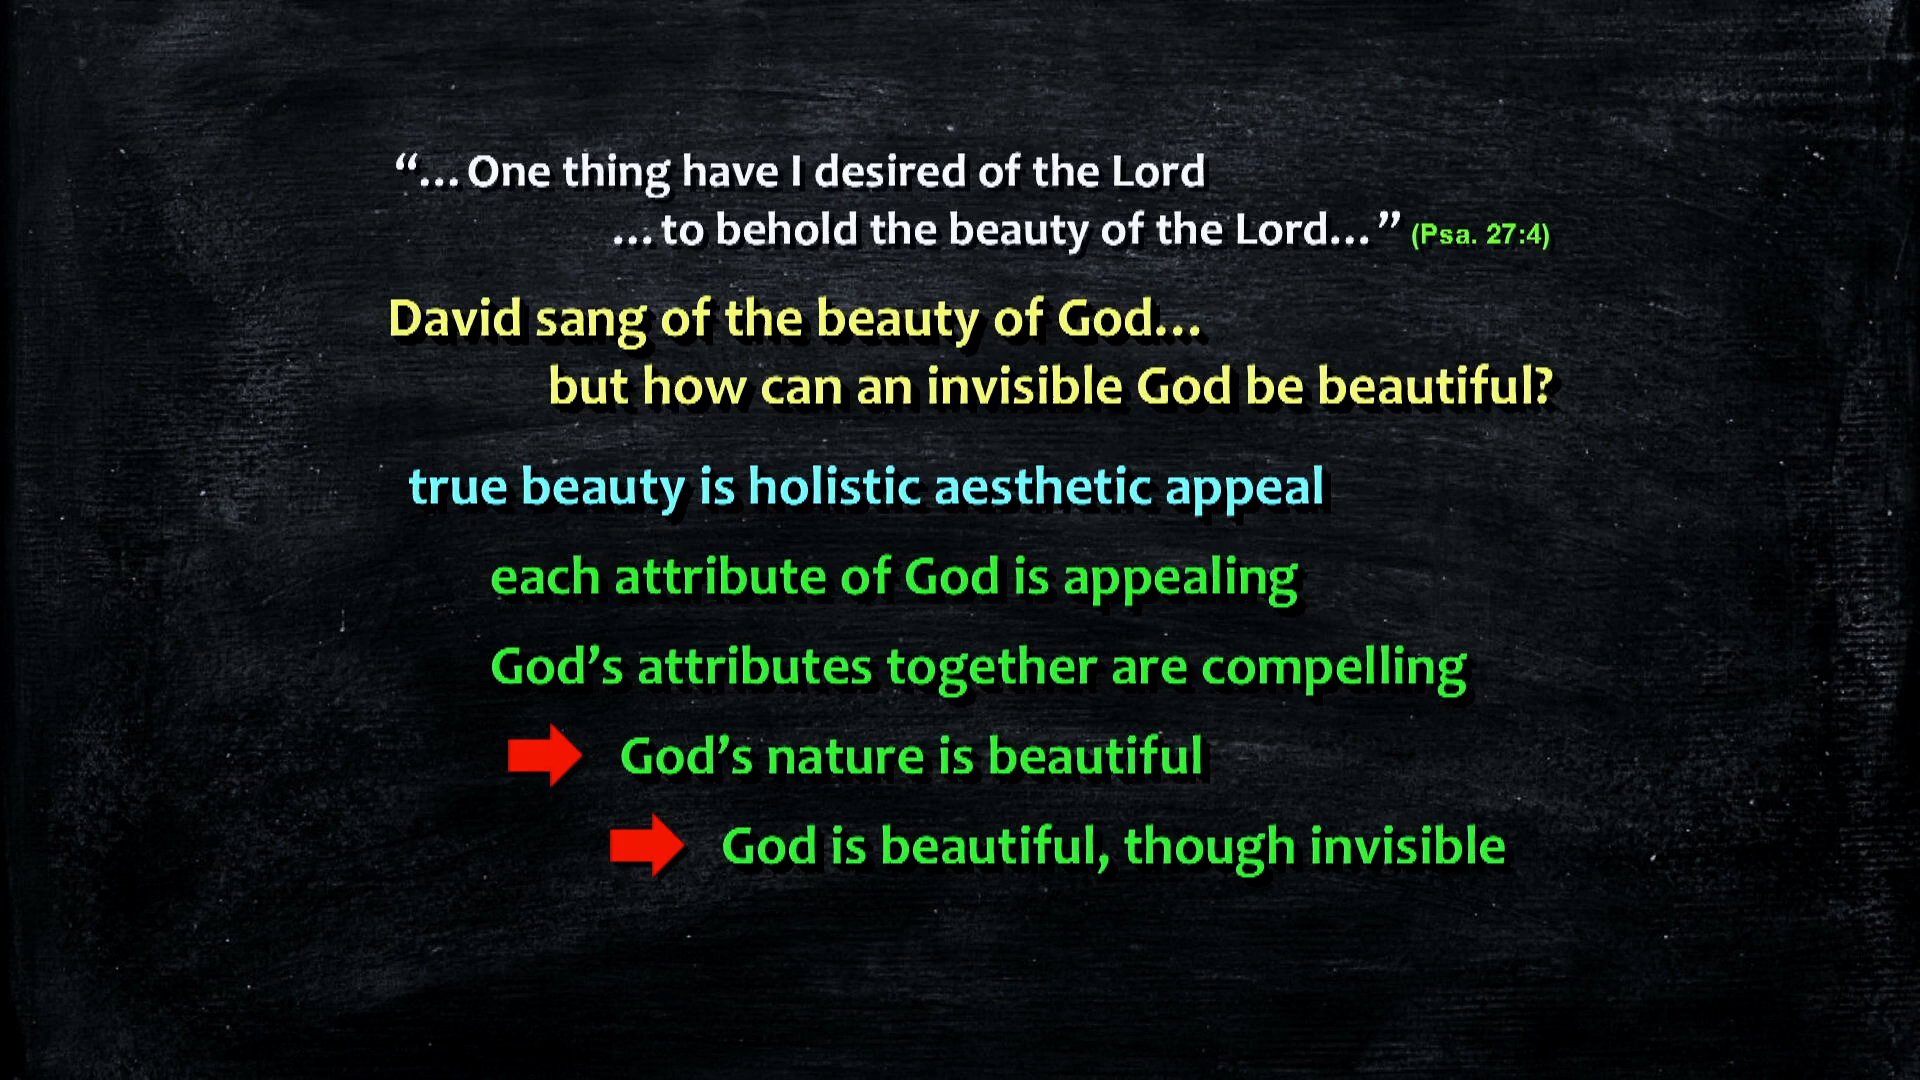 “... One thing have I desired of the Lord
... to behold the beauty of the Lord...” (Psa. 27:4)
David sang of the beauty of God...
but how can an invisible God be beautiful?
true beauty is holistic aesthetic appeal
each attribute of God is appealing
God’s attributes together are compelling
God’s nature is beautiful
God is beautiful, though invisible